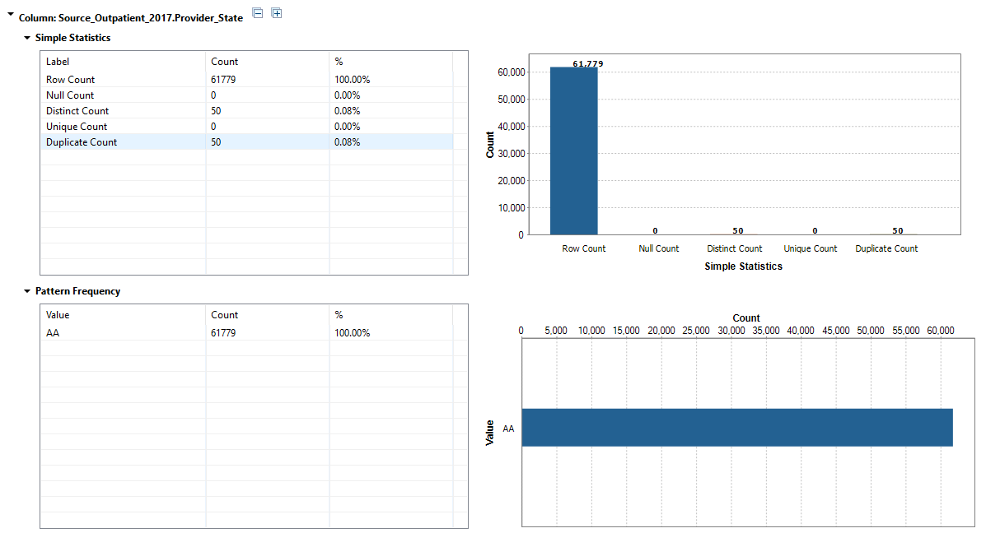 Column: Source_Outpatient_2017.Provider_State
Simple Statistics
Label Count %
Row Count 61779 100.00%
Null Count 0 0.00%
Distinct Count 50 0.08%
Unique Count 0 0.00%
Duplicate Count 50 0.08%
61,779
60,000
50,000
40,000
30,000
20,000
10,000
0
Count
0 50 0 50
Row Count Null Count Distinct Count Unique Count Duplicate Count
Simple Statistics
Pattern Frequency
Value Count %
AA 61779 100.00%
Count
0 5,000 10,000 15,000 20,000 25,000 30,000 35,000 40,000 45,000 50,000 55,000 60,000
Value
AA